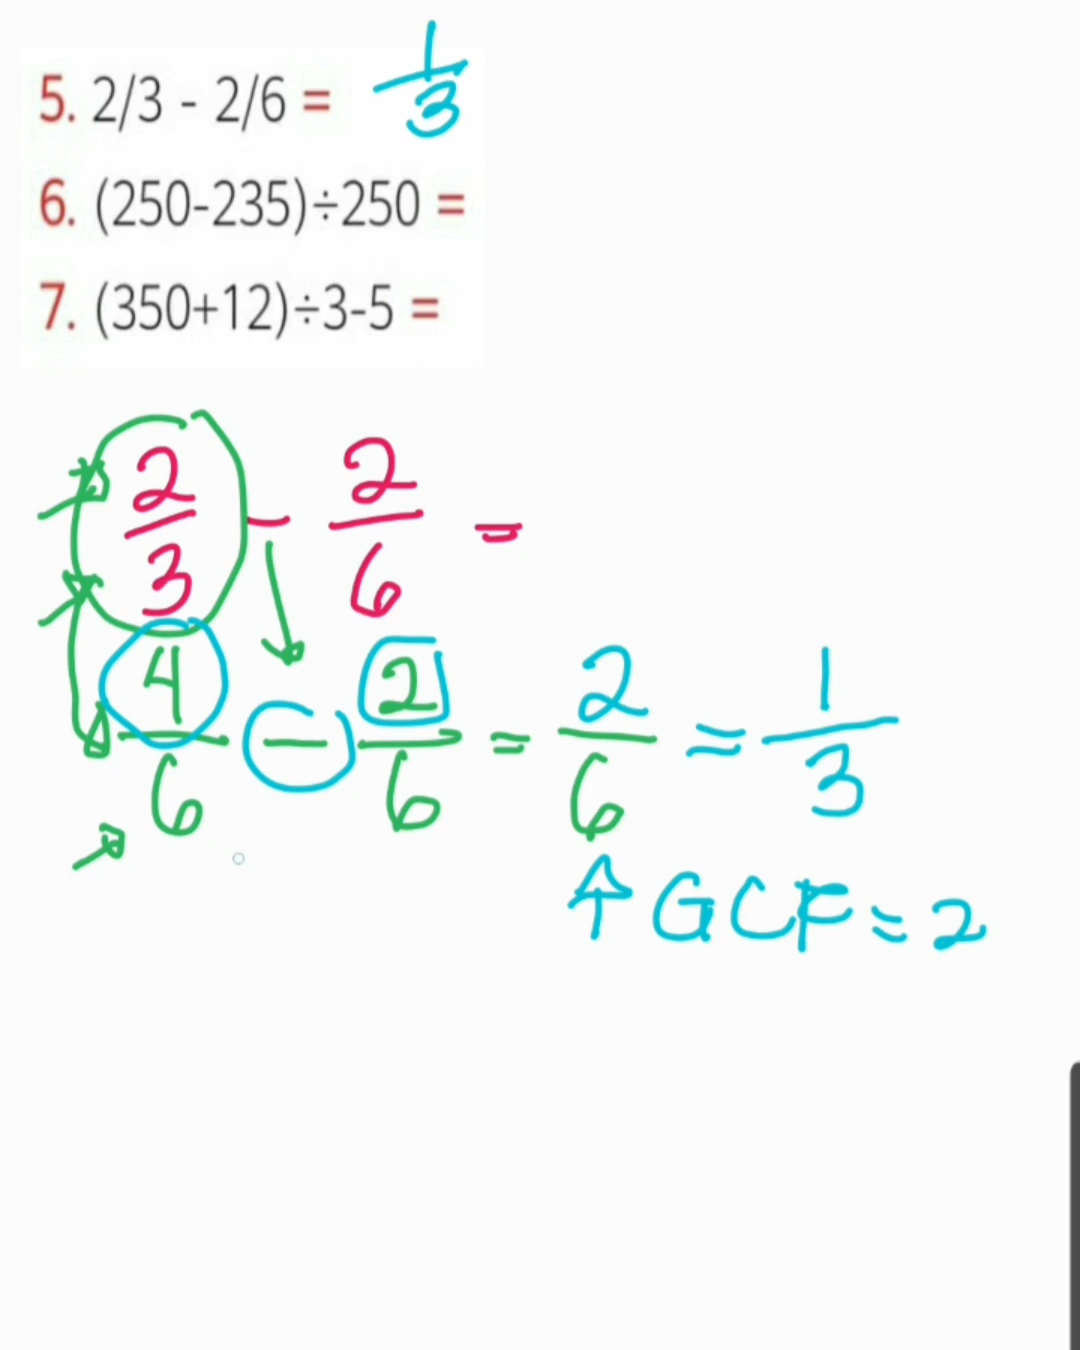 5. 2/3 - 2/6 = 1/3
6. (250-235)÷250 =
7. (350+12)÷3-5 =
2/3 - 2/6 =
4/6 - 2/6 = 2/6 = 1/3
GCF = 2